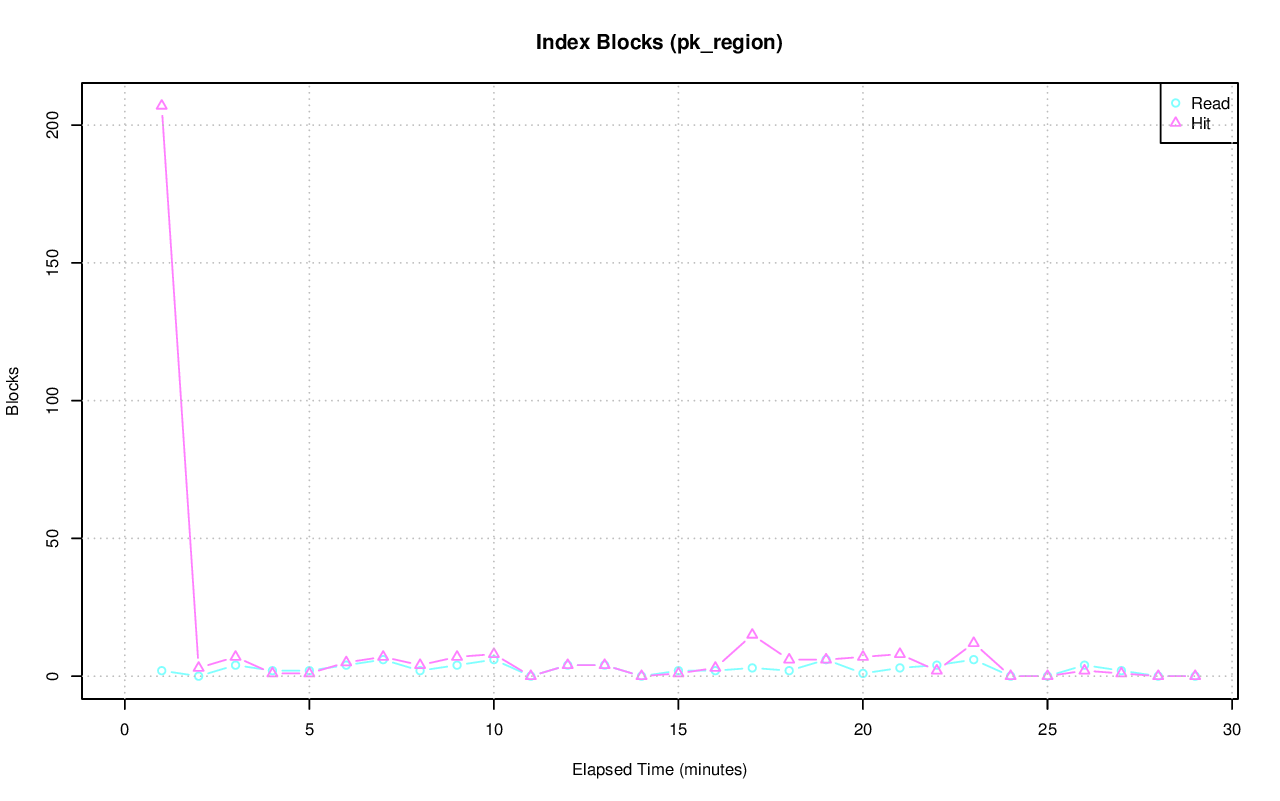 Index Blocks (pk_region)
Read
Hit
200
150
100
50
0
Blocks
0 5 10 15 20 25 30
Elapsed Time (minutes)